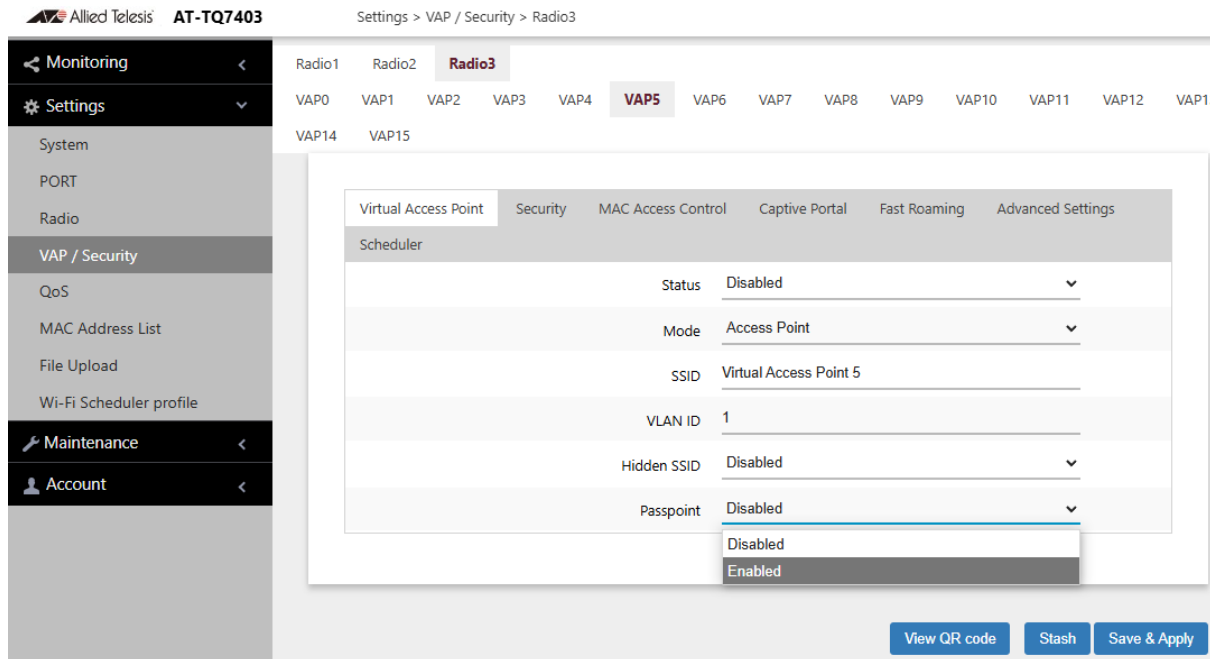 Allied Telesis AT-TQ7403 Settings > VAP / Security > Radio3
Monitoring
Settings
System
PORT
Radio
VAP / Security
QoS
MAC Address List
File Upload
Wi-Fi Scheduler profile
Maintenance
Account
Radio1 Radio2 Radio3
VAP0 VAP1 VAP2 VAP3 VAP4 VAP5 VAP6 VAP7 VAP8 VAP9 VAP10 VAP11 VAP12 VAP1
VAP14 VAP15
Virtual Access Point Security MAC Access Control Captive Portal Fast Roaming Advanced Settings
Scheduler
Status Disabled
Mode Access Point
SSID Virtual Access Point 5
VLAN ID 1
Hidden SSID Disabled
Passpoint Disabled
Disabled
Enabled
View QR code Stash Save & Apply